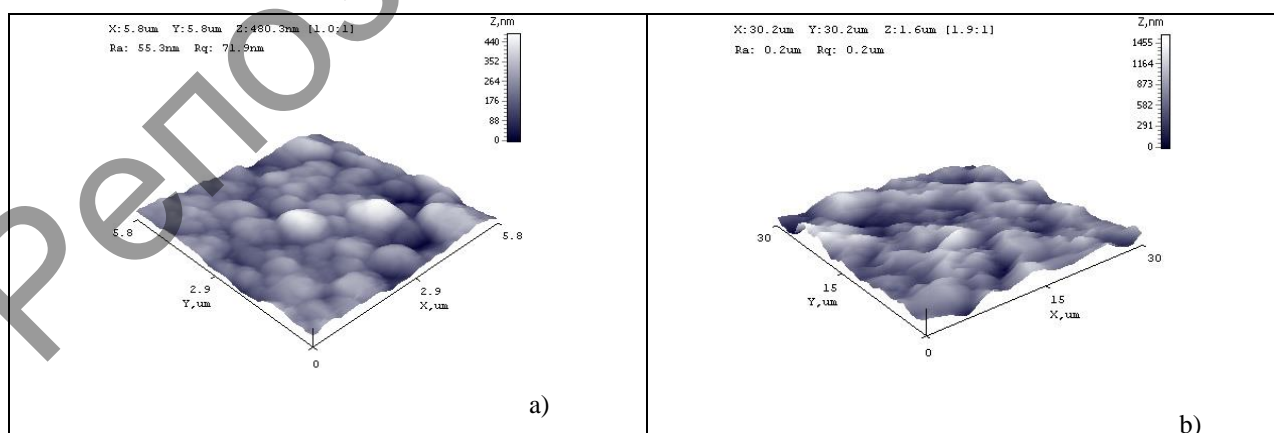 X:5.8um Y:5.8um Z:480.3nm [1.0:1]
Ra: 55.3nm Rq: 71.9nm
Z,nm
440
352
264
176
88
0
5.8
2.9
Y,um
5.8
2.9
X,um
0
a)
X:30.2um Y:30.2um Z:1.6um [1.9:1]
Ra: 0.2um Rq: 0.2um
Z,nm
1455
1164
873
582
291
0
30
15
Y,um
30
15
X,um
0
b)
Репоз